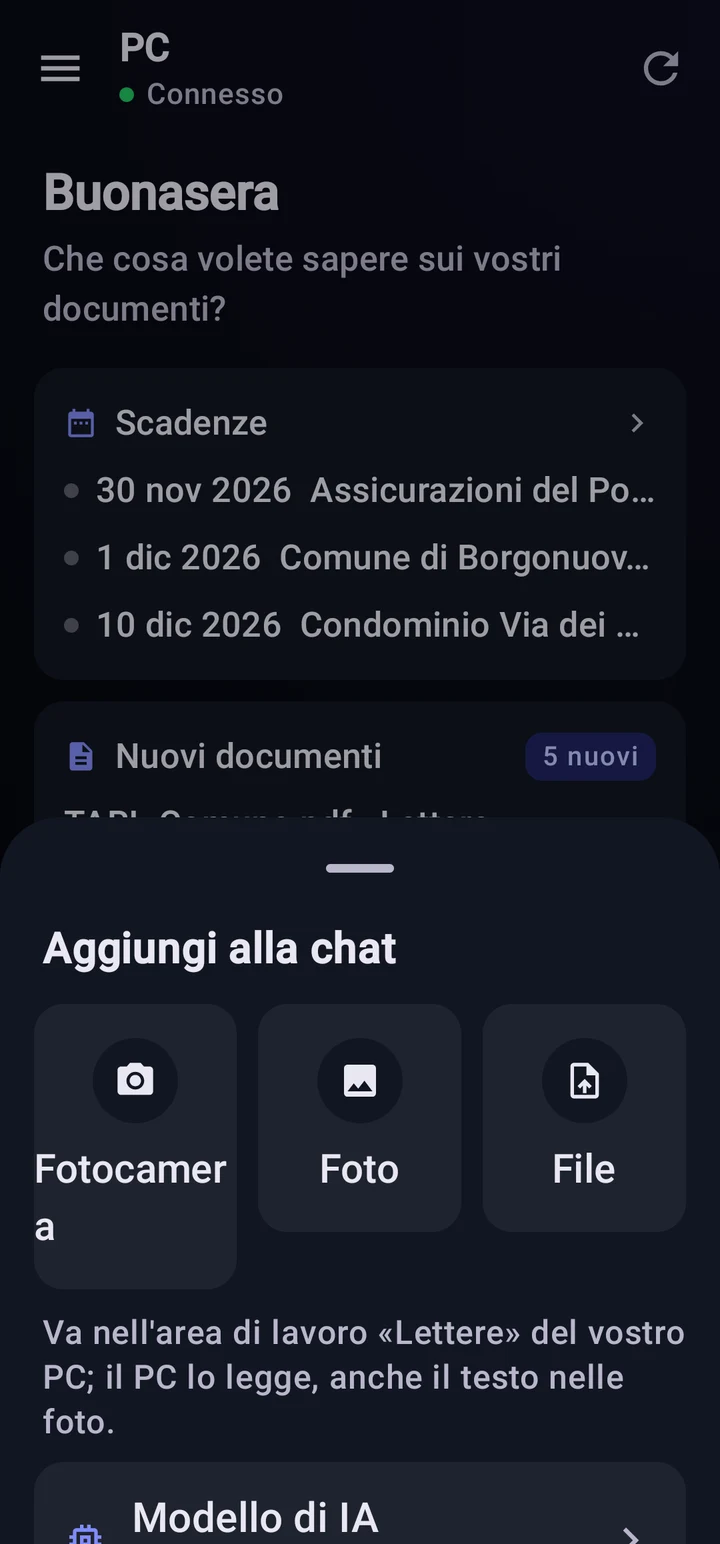 PC
Connesso
Buonasera
Che cosa volete sapere sui vostri
documenti?
Scadenze
30 nov 2026 Assicurazioni del Po...
1 dic 2026 Comune di Borgonuov...
10 dic 2026 Condominio Via dei ...
Nuovi documenti
5 nuovi
Aggiungi alla chat
Fotocamer
a
Foto
File
Va nell'area di lavoro «Lettere» del vostro
PC; il PC lo legge, anche il testo nelle
foto.
Modello di IA